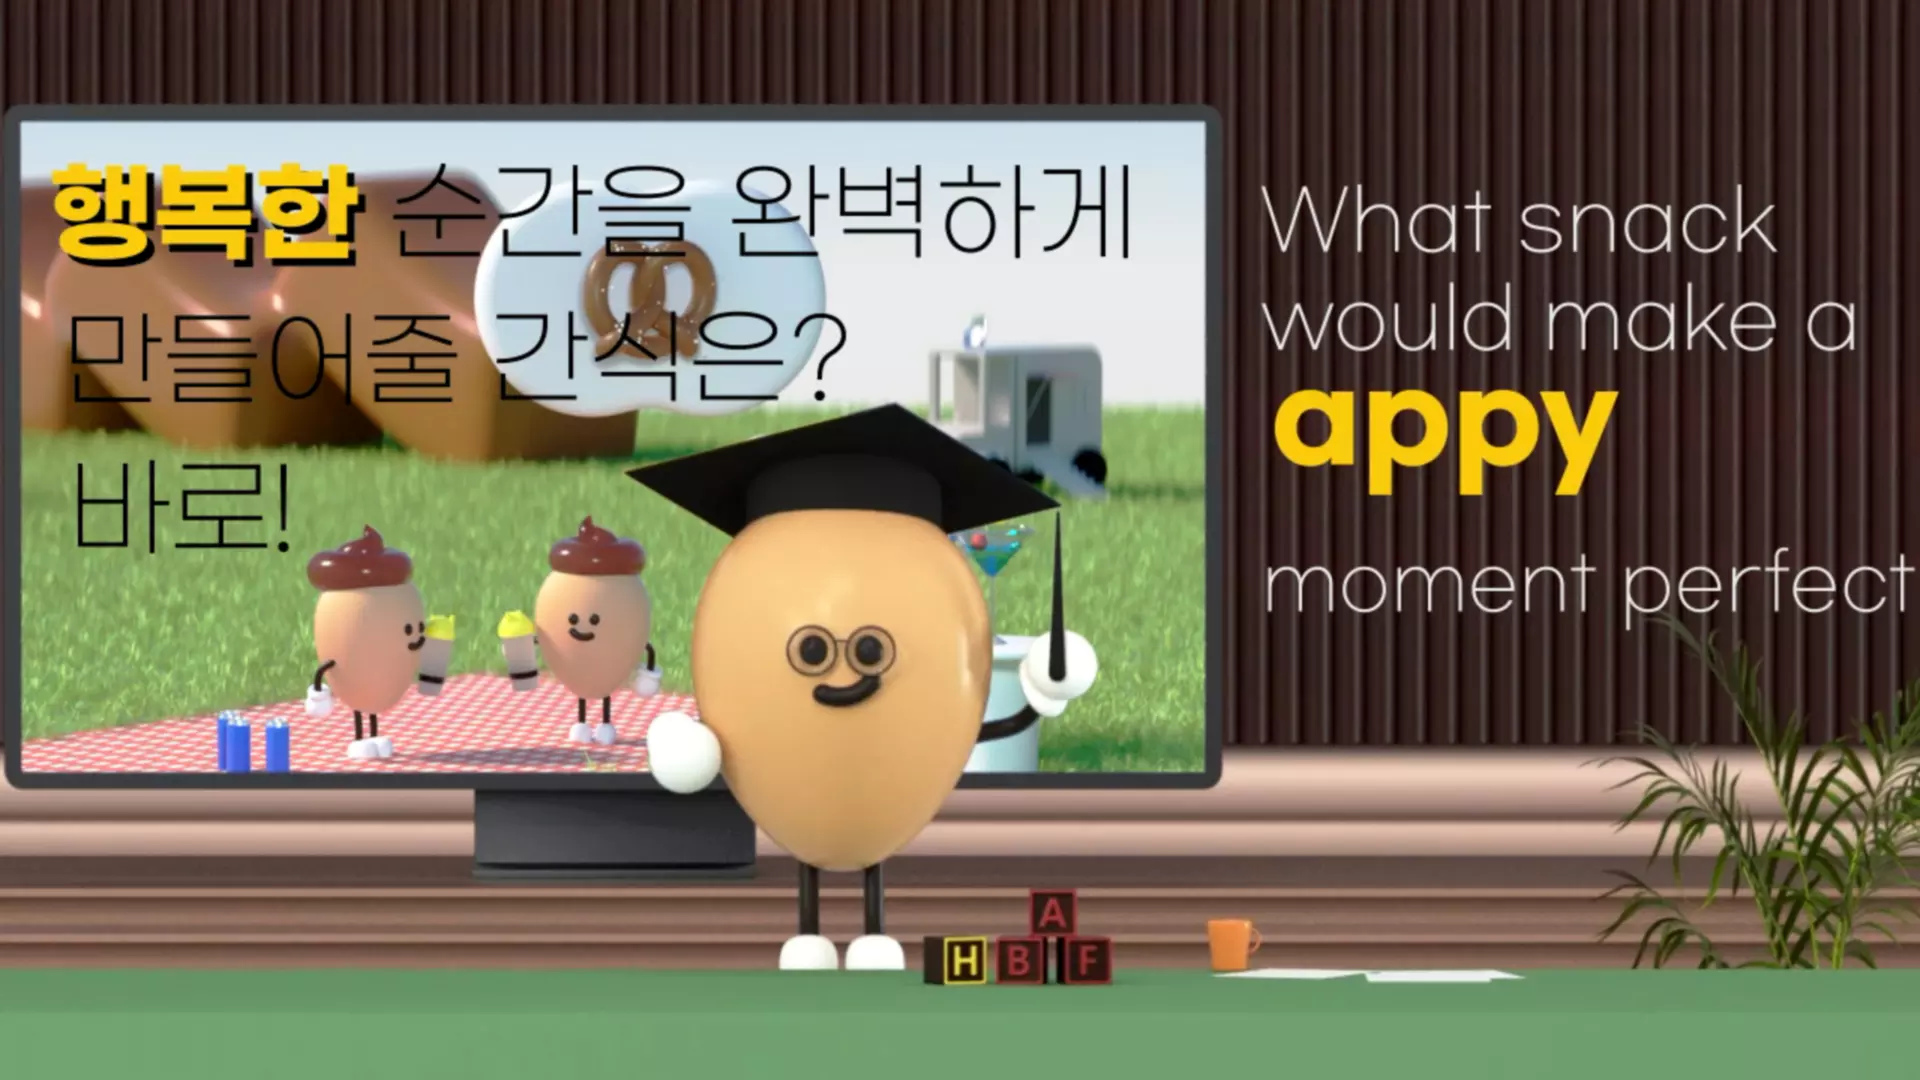 행복한 순간을 완벽하게
만들어줄 간식은?
바로!
What snack
would make a
appy
moment perfect
A
H B F